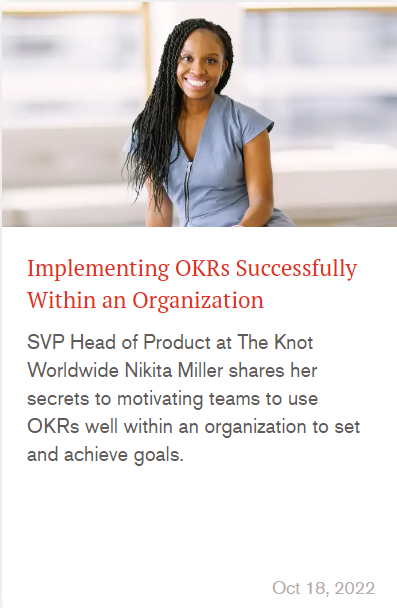 Implementing OKRs Successfully
Within an Organization
SVP Head of Product at The Knot
Worldwide Nikita Miller shares her
secrets to motivating teams to use
OKRs well within an organization to set
and achieve goals.
Oct 18, 2022